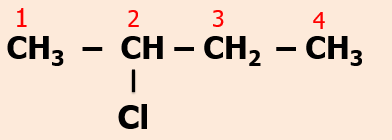 1 2 3 4
CH₃ – CH – CH₂ – CH₃
|
Cl